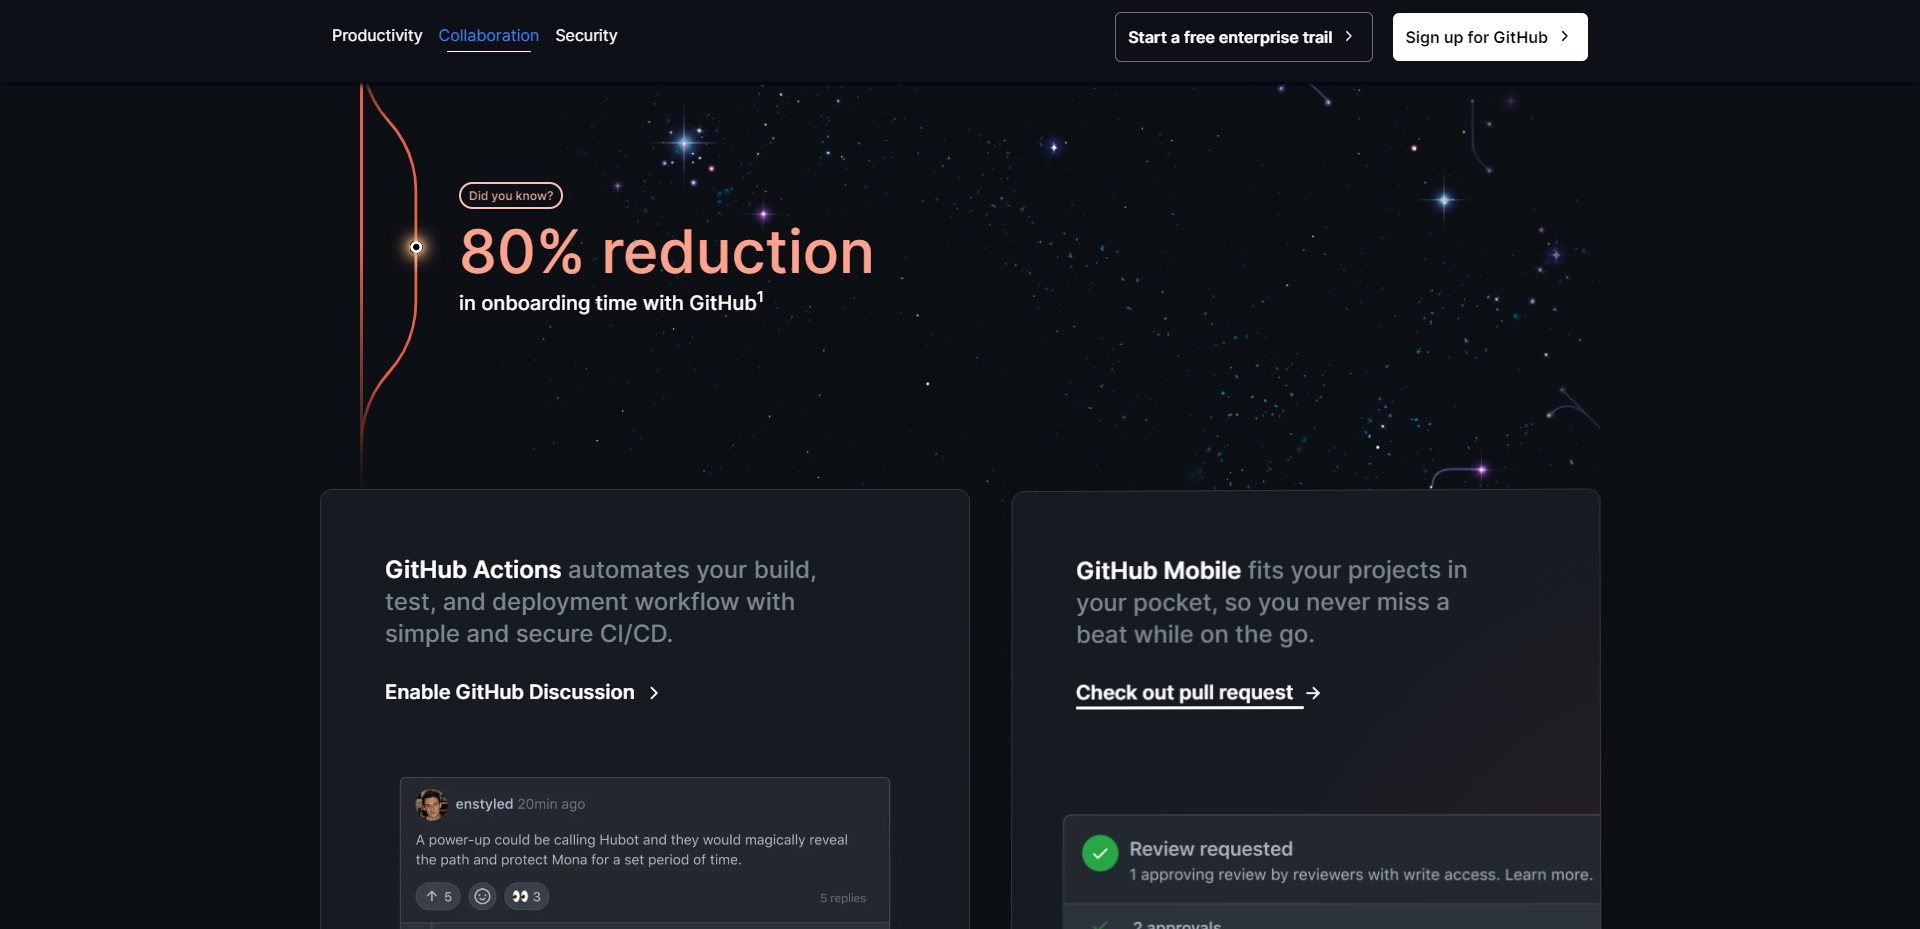 Productivity Collaboration Security Start a free enterprise trail Sign up for GitHub
Did you know?
80% reduction
in onboarding time with GitHub1
GitHub Actions automates your build,
test, and deployment workflow with
simple and secure CI/CD.
Enable GitHub Discussion
enstyled 20min ago
A power-up could be calling Hubot and they would magically reveal
the path and protect Mona for a set period of time.
5 3 5 replies
GitHub Mobile fits your projects in
your pocket, so you never miss a
beat while on the go.
Check out pull request
Review requested
1 approving review by reviewers with write access. Learn more.
2 approvals